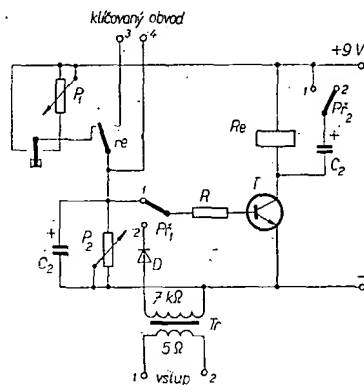 klíčovaný obvod
3 4
+9 V
P1
re
Re
1 2
Př2
+
C2
T
1
Př1
R
2
+
C2
P2
D
–
7 kΩ
Tr
5 Ω
1 vstup 2